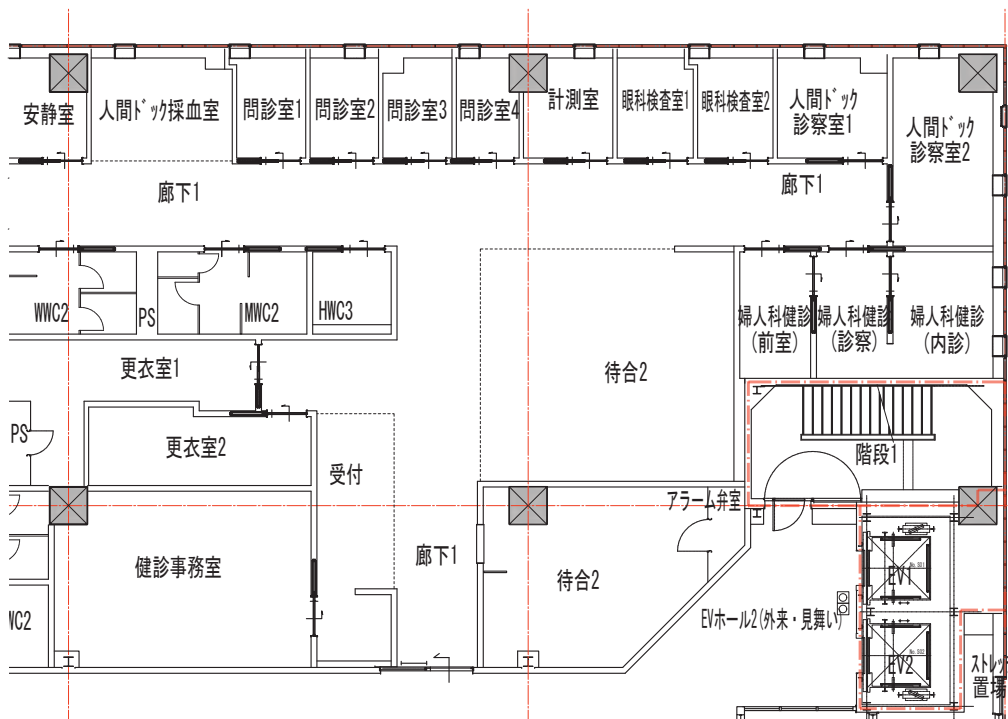 安静室
人間ドック採血室
問診室1
問診室2
問診室3
問診室4
計測室
眼科検査室1
眼科検査室2
人間ドック
診察室1
人間ドック
診察室2
廊下1
廊下1
WWC2
PS
MWC2
HWC3
婦人科健診
(前室)
婦人科健診
(診察)
婦人科健診
(内診)
更衣室1
待合2
PS
更衣室2
受付
階段1
アラーム弁室
健診事務室
廊下1
待合2
EVホール2(外来・見舞い)
EV1
EV2
WC2
ストレッ
置場